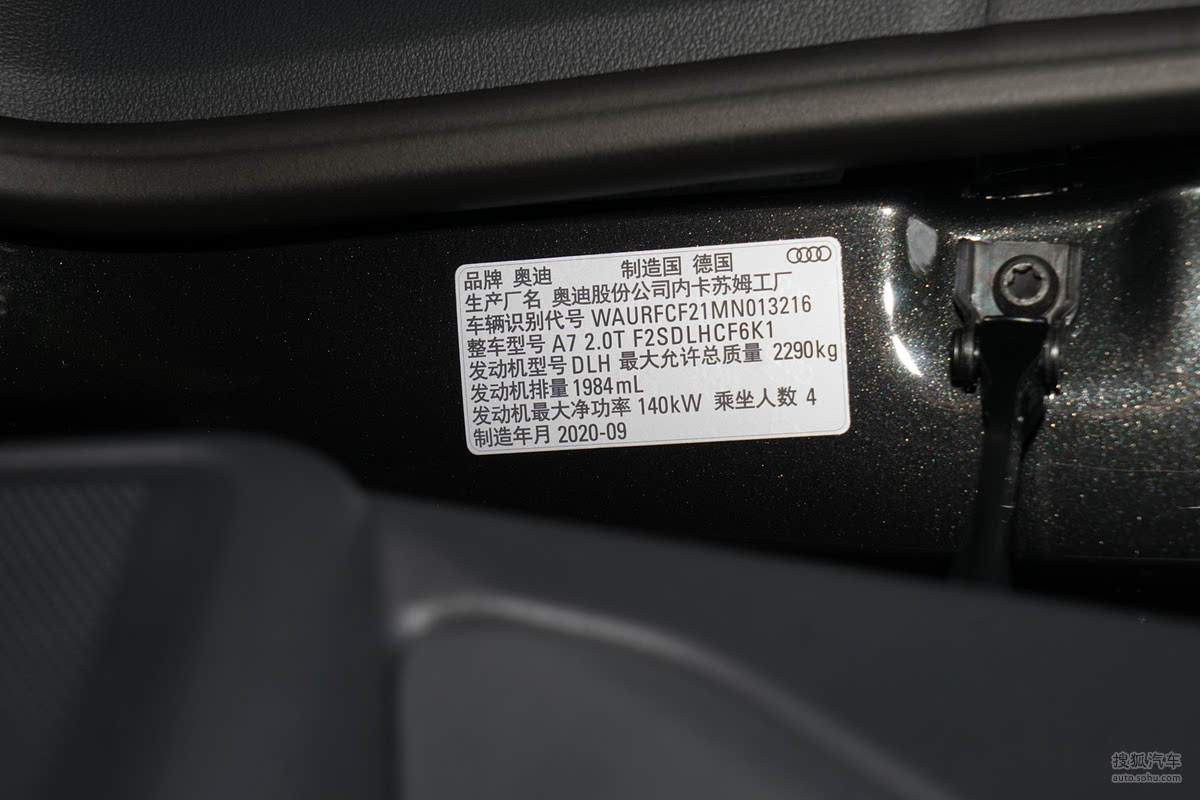 品牌 奥迪 制造国 德国
生产厂名 奥迪股份公司内卡苏姆工厂
车辆识别代号 WAURFCF21MN013216
整车型号 A7 2.0T F2SDLHCF6K1
发动机型号 DLH 最大允许总质量 2290kg
发动机排量 1984mL
发动机最大净功率 140kW 乘坐人数 4
制造年月 2020-09
搜狐汽车
auto.sohu.com